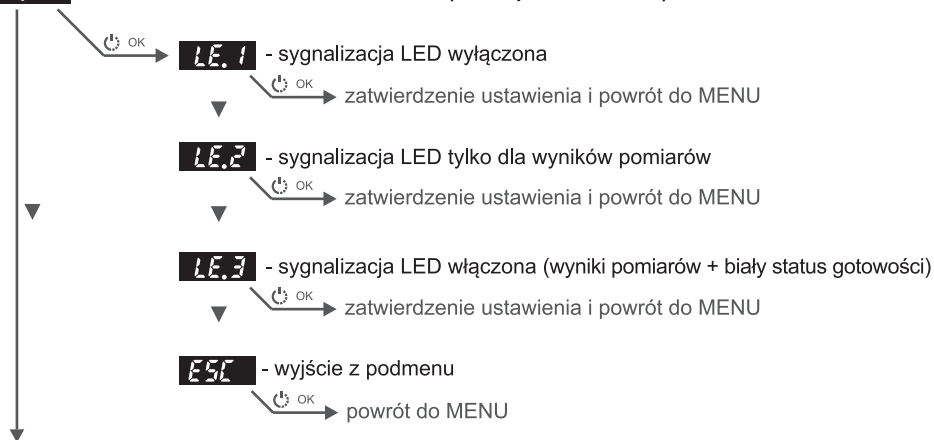 OK
LE.1 - sygnalizacja LED wyłączona
OK zatwierdzenie ustawienia i powrót do MENU
LE.2 - sygnalizacja LED tylko dla wyników pomiarów
OK zatwierdzenie ustawienia i powrót do MENU
LE.3 - sygnalizacja LED włączona (wyniki pomiarów + biały status gotowości)
OK zatwierdzenie ustawienia i powrót do MENU
ESC - wyjście z podmenu
OK powrót do MENU